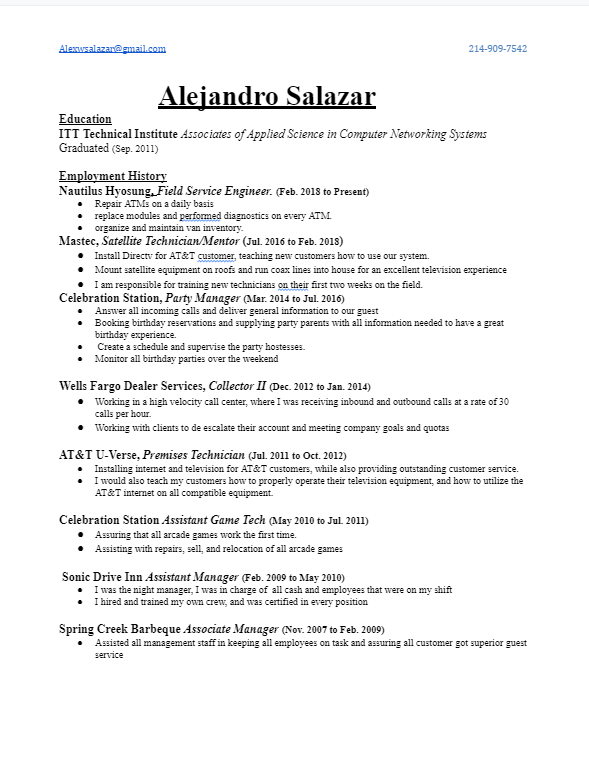 Alexwsalazar@gmail.com 214-909-7542
Alejandro Salazar
Education
ITT Technical Institute Associates of Applied Science in Computer Networking Systems
Graduated (Sep. 2011)
Employment History
Nautilus Hyosung, Field Service Engineer. (Feb. 2018 to Present)
● Repair ATMs on a daily basis
● replace modules and performed diagnostics on every ATM.
● organize and maintain van inventory.
Mastec, Satellite Technician/Mentor (Jul. 2016 to Feb. 2018)
● Install Directv for AT&T customer, teaching new customers how to use our system.
● Mount satellite equipment on roofs and run coax lines into house for an excellent television experience
● I am responsible for training new technicians on their first two weeks on the field.
Celebration Station, Party Manager (Mar. 2014 to Jul. 2016)
● Answer all incoming calls and deliver general information to our guest
● Booking birthday reservations and supplying party parents with all information needed to have a great
birthday experience.
● Create a schedule and supervise the party hostesses.
● Monitor all birthday parties over the weekend
Wells Fargo Dealer Services, Collector II (Dec. 2012 to Jan. 2014)
● Working in a high velocity call center, where I was receiving inbound and outbound calls at a rate of 30
calls per hour.
● Working with clients to de escalate their account and meeting company goals and quotas
AT&T U-Verse, Premises Technician (Jul. 2011 to Oct. 2012)
● Installing internet and television for AT&T customers, while also providing outstanding customer service.
● I would also teach my customers how to properly operate their television equipment, and how to utilize the
AT&T internet on all compatible equipment.
Celebration Station Assistant Game Tech (May 2010 to Jul. 2011)
● Assuring that all arcade games work the first time.
● Assisting with repairs, sell, and relocation of all arcade games
Sonic Drive Inn Assistant Manager (Feb. 2009 to May 2010)
● I was the night manager, I was in charge of all cash and employees that were on my shift
● I hired and trained my own crew, and was certified in every position
Spring Creek Barbeque Associate Manager (Nov. 2007 to Feb. 2009)
● Assisted all management staff in keeping all employees on task and assuring all customer got superior guest
service